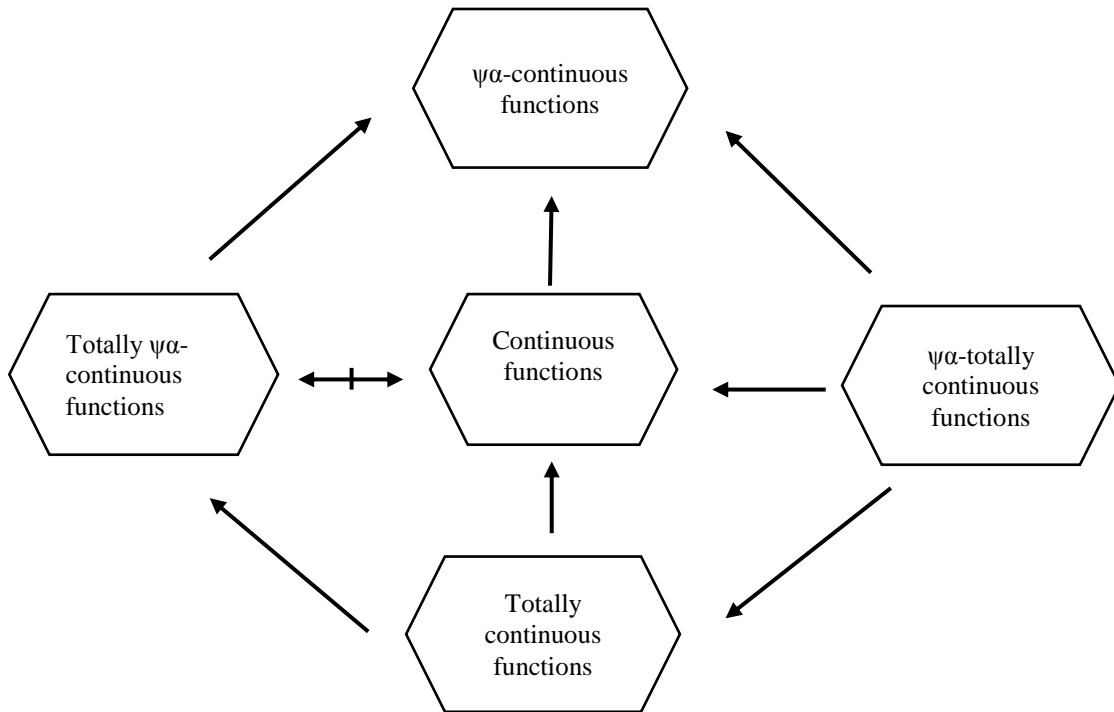 ψα-continuous
functions
Totally ψα-
continuous
functions
Continuous
functions
ψα-totally
continuous
functions
Totally
continuous
functions